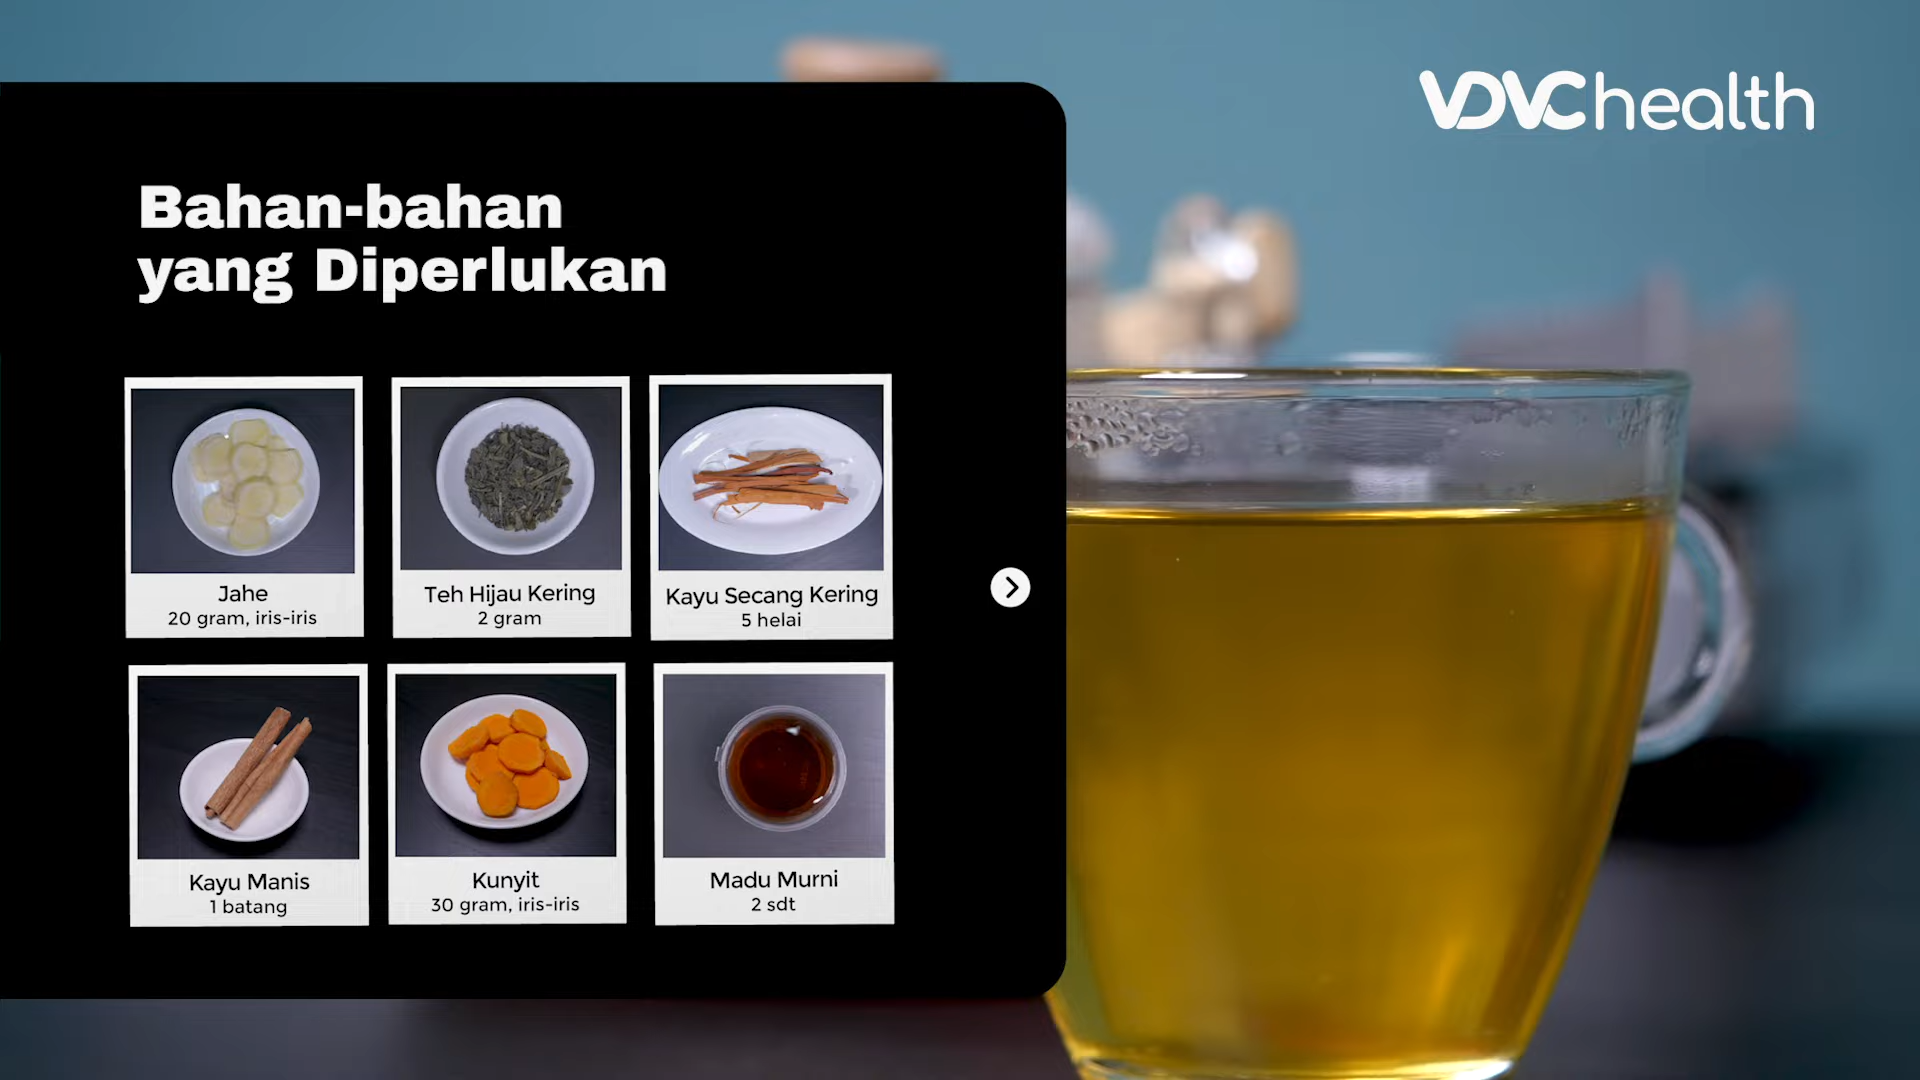 VDVC health
Bahan-bahan
yang Diperlukan
Jahe
20 gram, iris-iris
Teh Hijau Kering
2 gram
Kayu Secang Kering
5 helai
Kayu Manis
1 batang
Kunyit
30 gram, iris-iris
Madu Murni
2 sdt